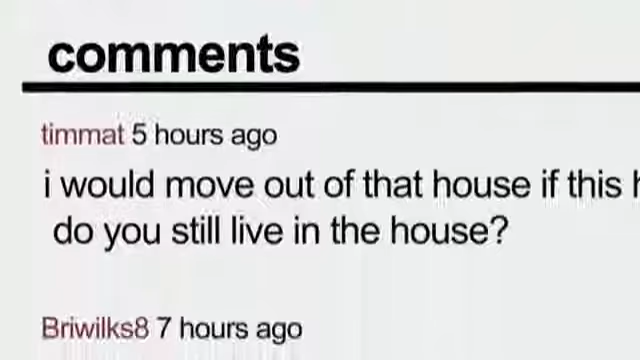 comments
timmat 5 hours ago
i would move out of that house if this
do you still live in the house?
Briwilks8 7 hours ago